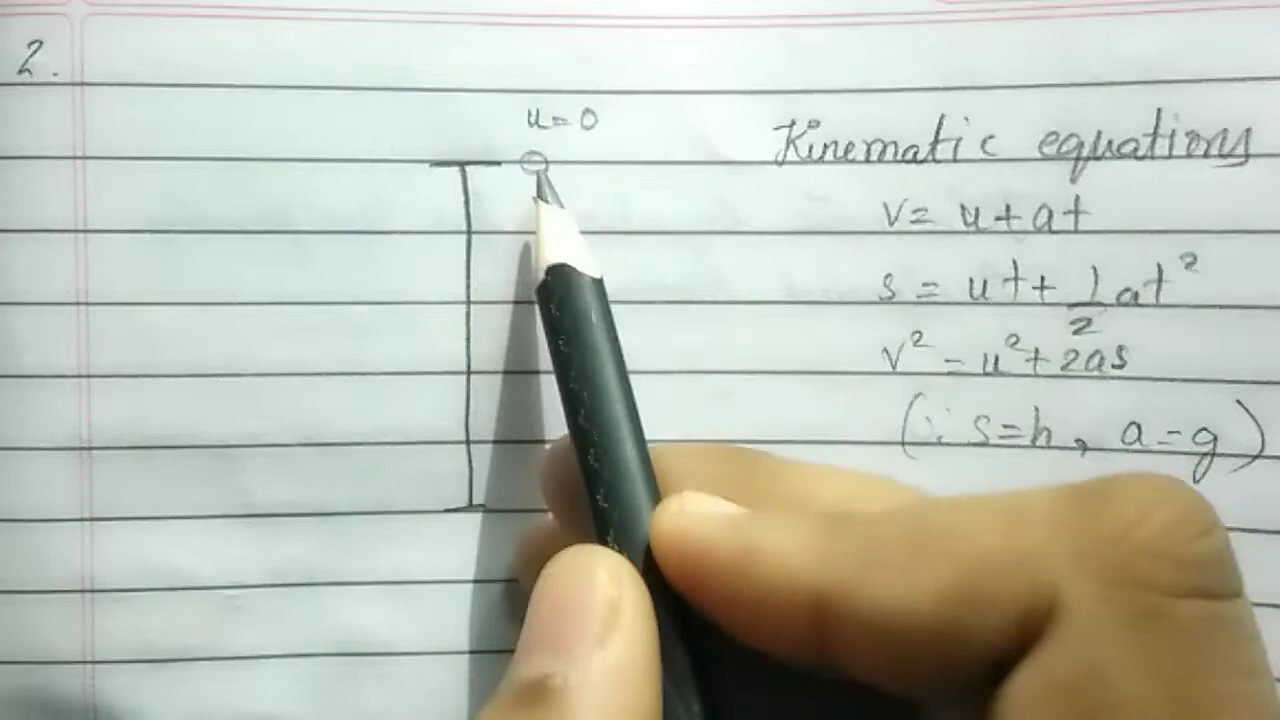 2.
u=0
Kinematic equations
v= u+at
s = ut+ 1/2 at²
v² = u²+2as
(∵ s=h, a=g)